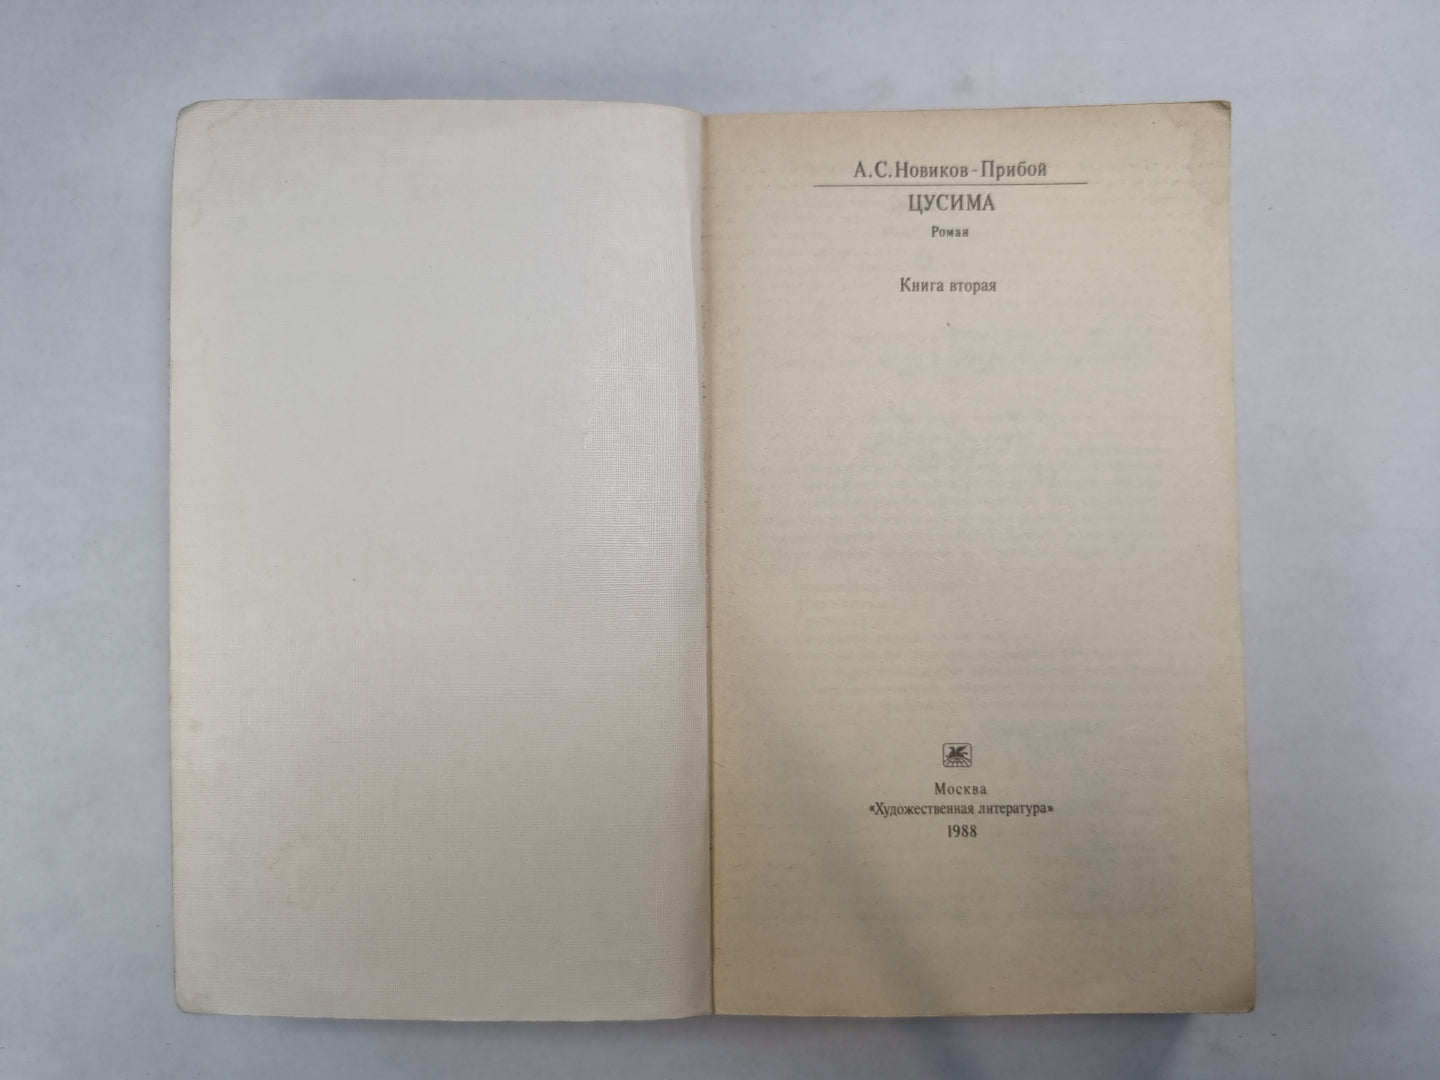 А.С.Новиков-Прибой
ЦУСИМА
Роман
Книга вторая
Москва
«Художественная литература»
1988